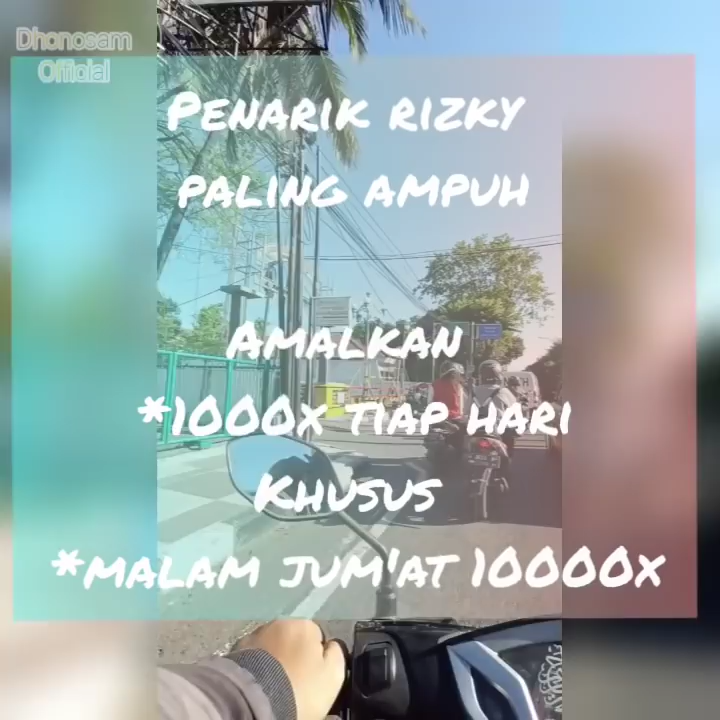 Dhonosam
Official
Penarik rizky
paling ampuh
Amalkan
*1000x tiap hari
Khusus
*malam jum'at 10000x